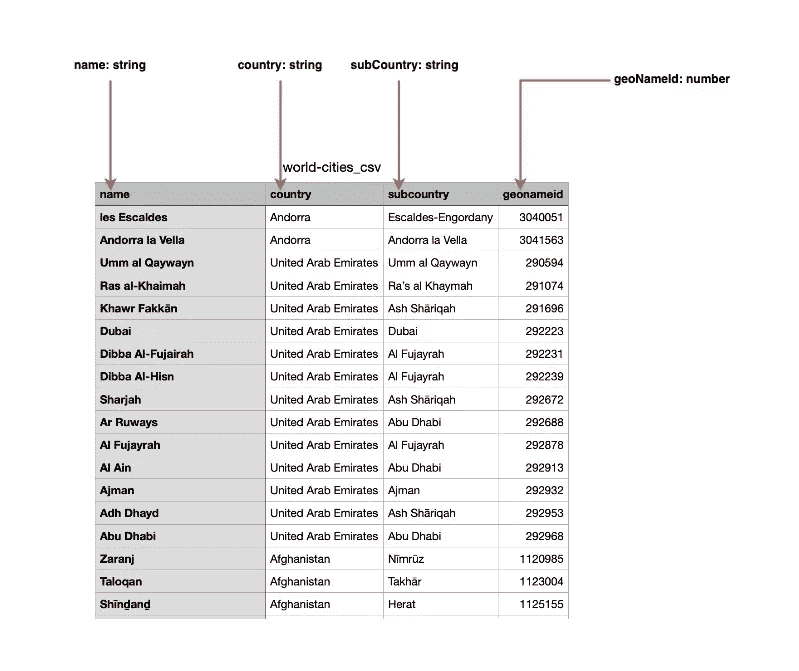 name: string country: string subCountry: string
geoNameId: number
world-cities_csv
name country subcountry geonameid
les Escaldes Andorra Escaldes-Engordany 3040051
Andorra la Vella Andorra Andorra la Vella 3041563
Umm al Qaywayn United Arab Emirates Umm al Qaywayn 290594
Ras al-Khaimah United Arab Emirates Raʼs al Khaymah 291074
Khawr Fakkān United Arab Emirates Ash Shāriqah 291696
Dubai United Arab Emirates Dubai 292223
Dibba Al-Fujairah United Arab Emirates Al Fujayrah 292231
Dibba Al-Hisn United Arab Emirates Al Fujayrah 292239
Sharjah United Arab Emirates Ash Shāriqah 292672
Ar Ruways United Arab Emirates Abu Dhabi 292688
Al Fujayrah United Arab Emirates Al Fujayrah 292878
Al Ain United Arab Emirates Abu Dhabi 292913
Ajman United Arab Emirates Ajman 292932
Adh Dhayd United Arab Emirates Ash Shāriqah 292953
Abu Dhabi United Arab Emirates Abu Dhabi 292968
Zaranj Afghanistan Nīmrūz 1120985
Taloqan Afghanistan Takhār 1123004
Shīnḏanḏ Afghanistan Herat 1125155